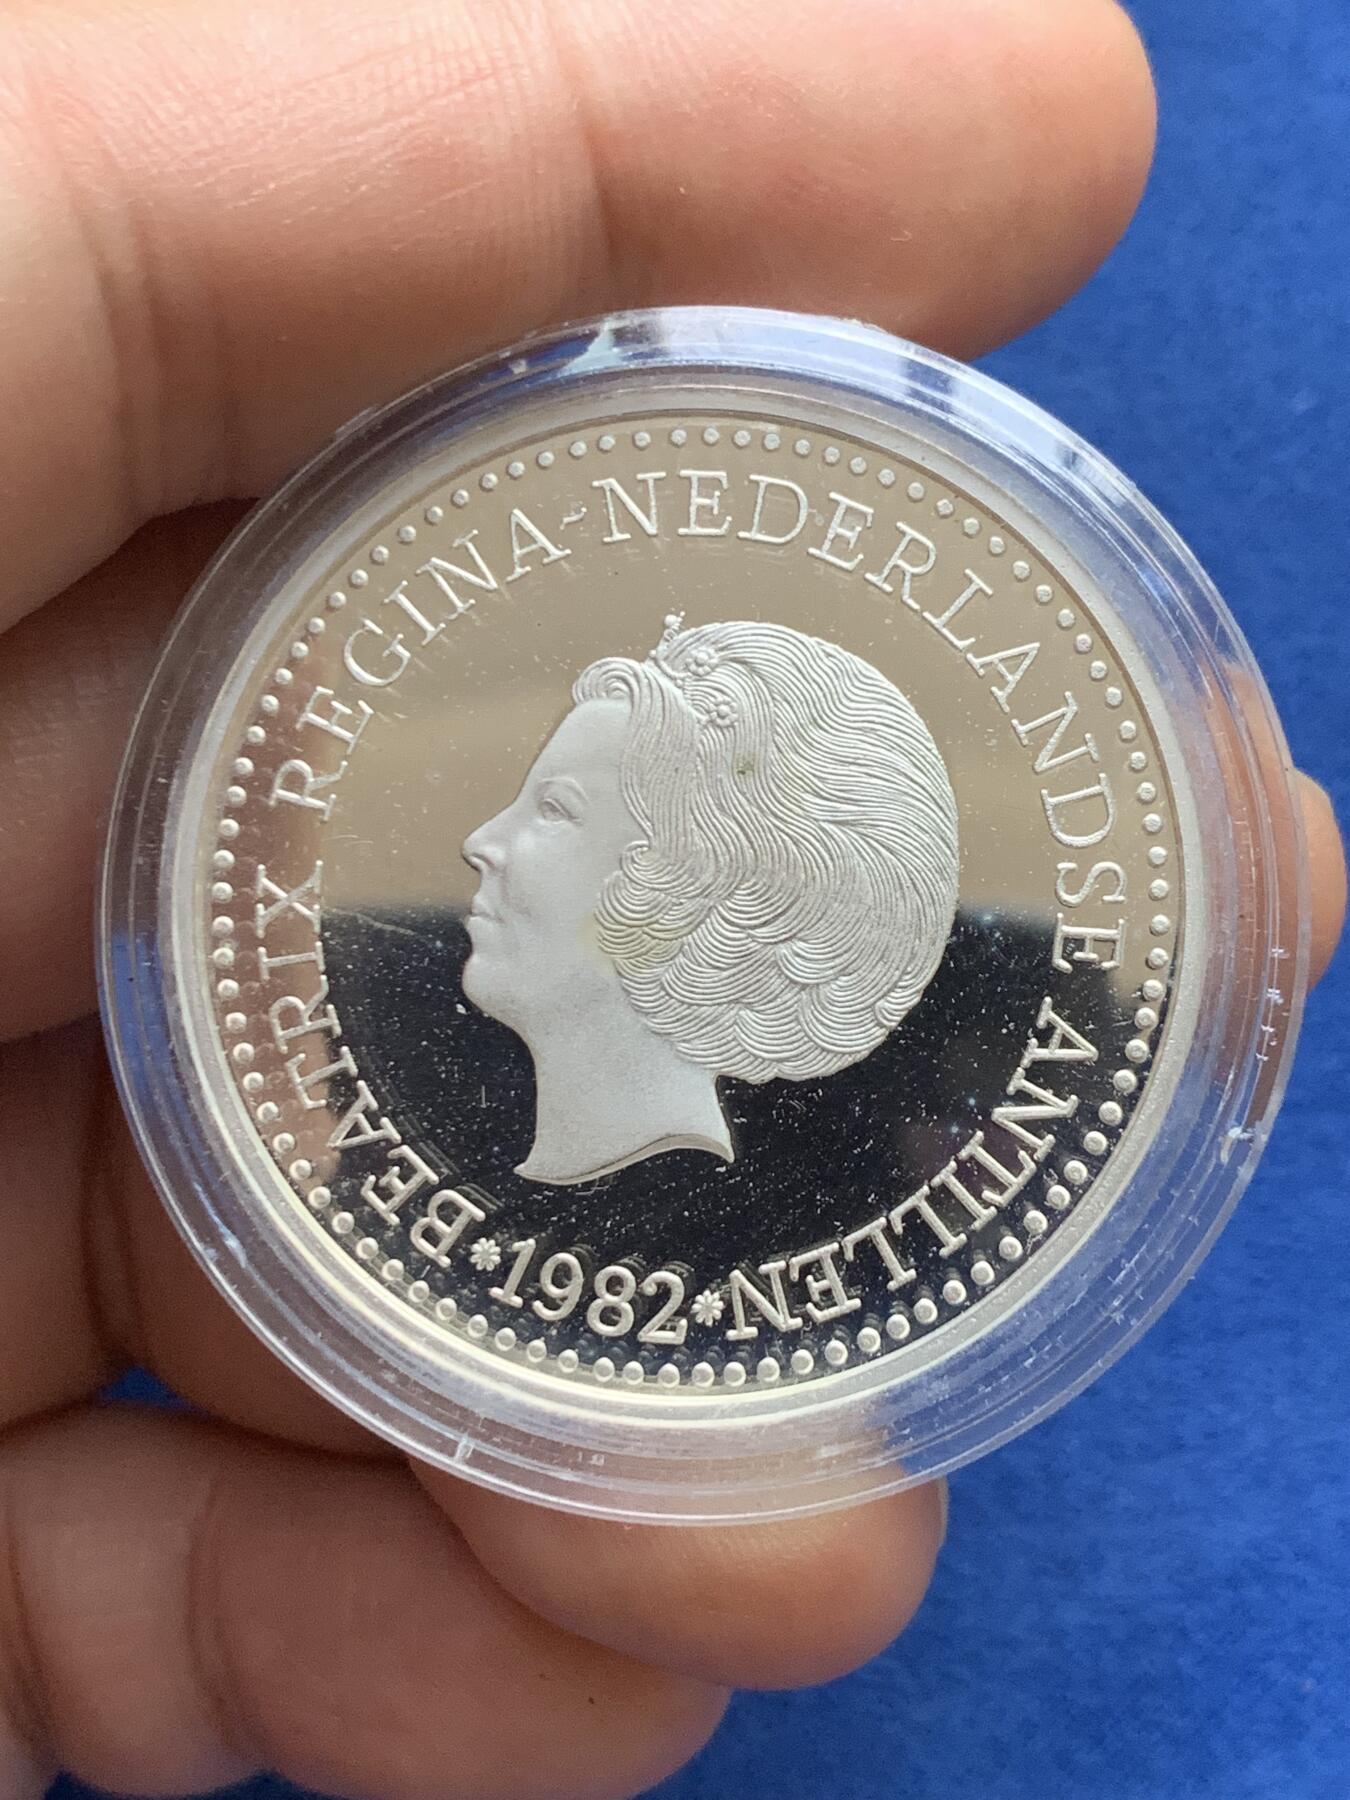 BEATRIX REGINA-NEDERLANDSE ANTILLEN
*1982*